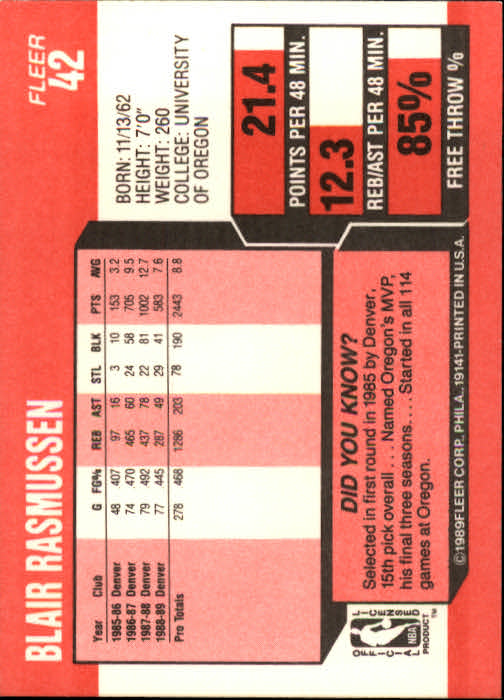 BLAIR RASMUSSEN
FLEER
42
Year Club G FG% REB AST STL BLK PTS AVG
1985-86 Denver 48 .407 97 16 3 10 153 3.2
1986-87 Denver 74 .470 465 60 24 58 705 9.5
1987-88 Denver 79 .492 437 78 22 81 1002 12.7
1988-89 Denver 77 .445 287 49 29 41 583 7.6
Pro Totals 278 .468 1286 203 78 190 2443 8.8
BORN: 11/13/62
HEIGHT: 7'0"
WEIGHT: 260
COLLEGE: UNIVERSITY
OF OREGON
21.4
POINTS PER 48 MIN.
12.3
REB/AST PER 48 MIN.
85%
FREE THROW %
DID YOU KNOW?
Selected in first round in 1985 by Denver,
15th pick overall. . . . Named Oregon's MVP,
his final three seasons. . . . Started in all 114
games at Oregon.
OFFICIAL LICENSED
NBA
PRODUCT™
©1989FLEER CORP., PHILA., 19141-PRINTED IN U.S.A.